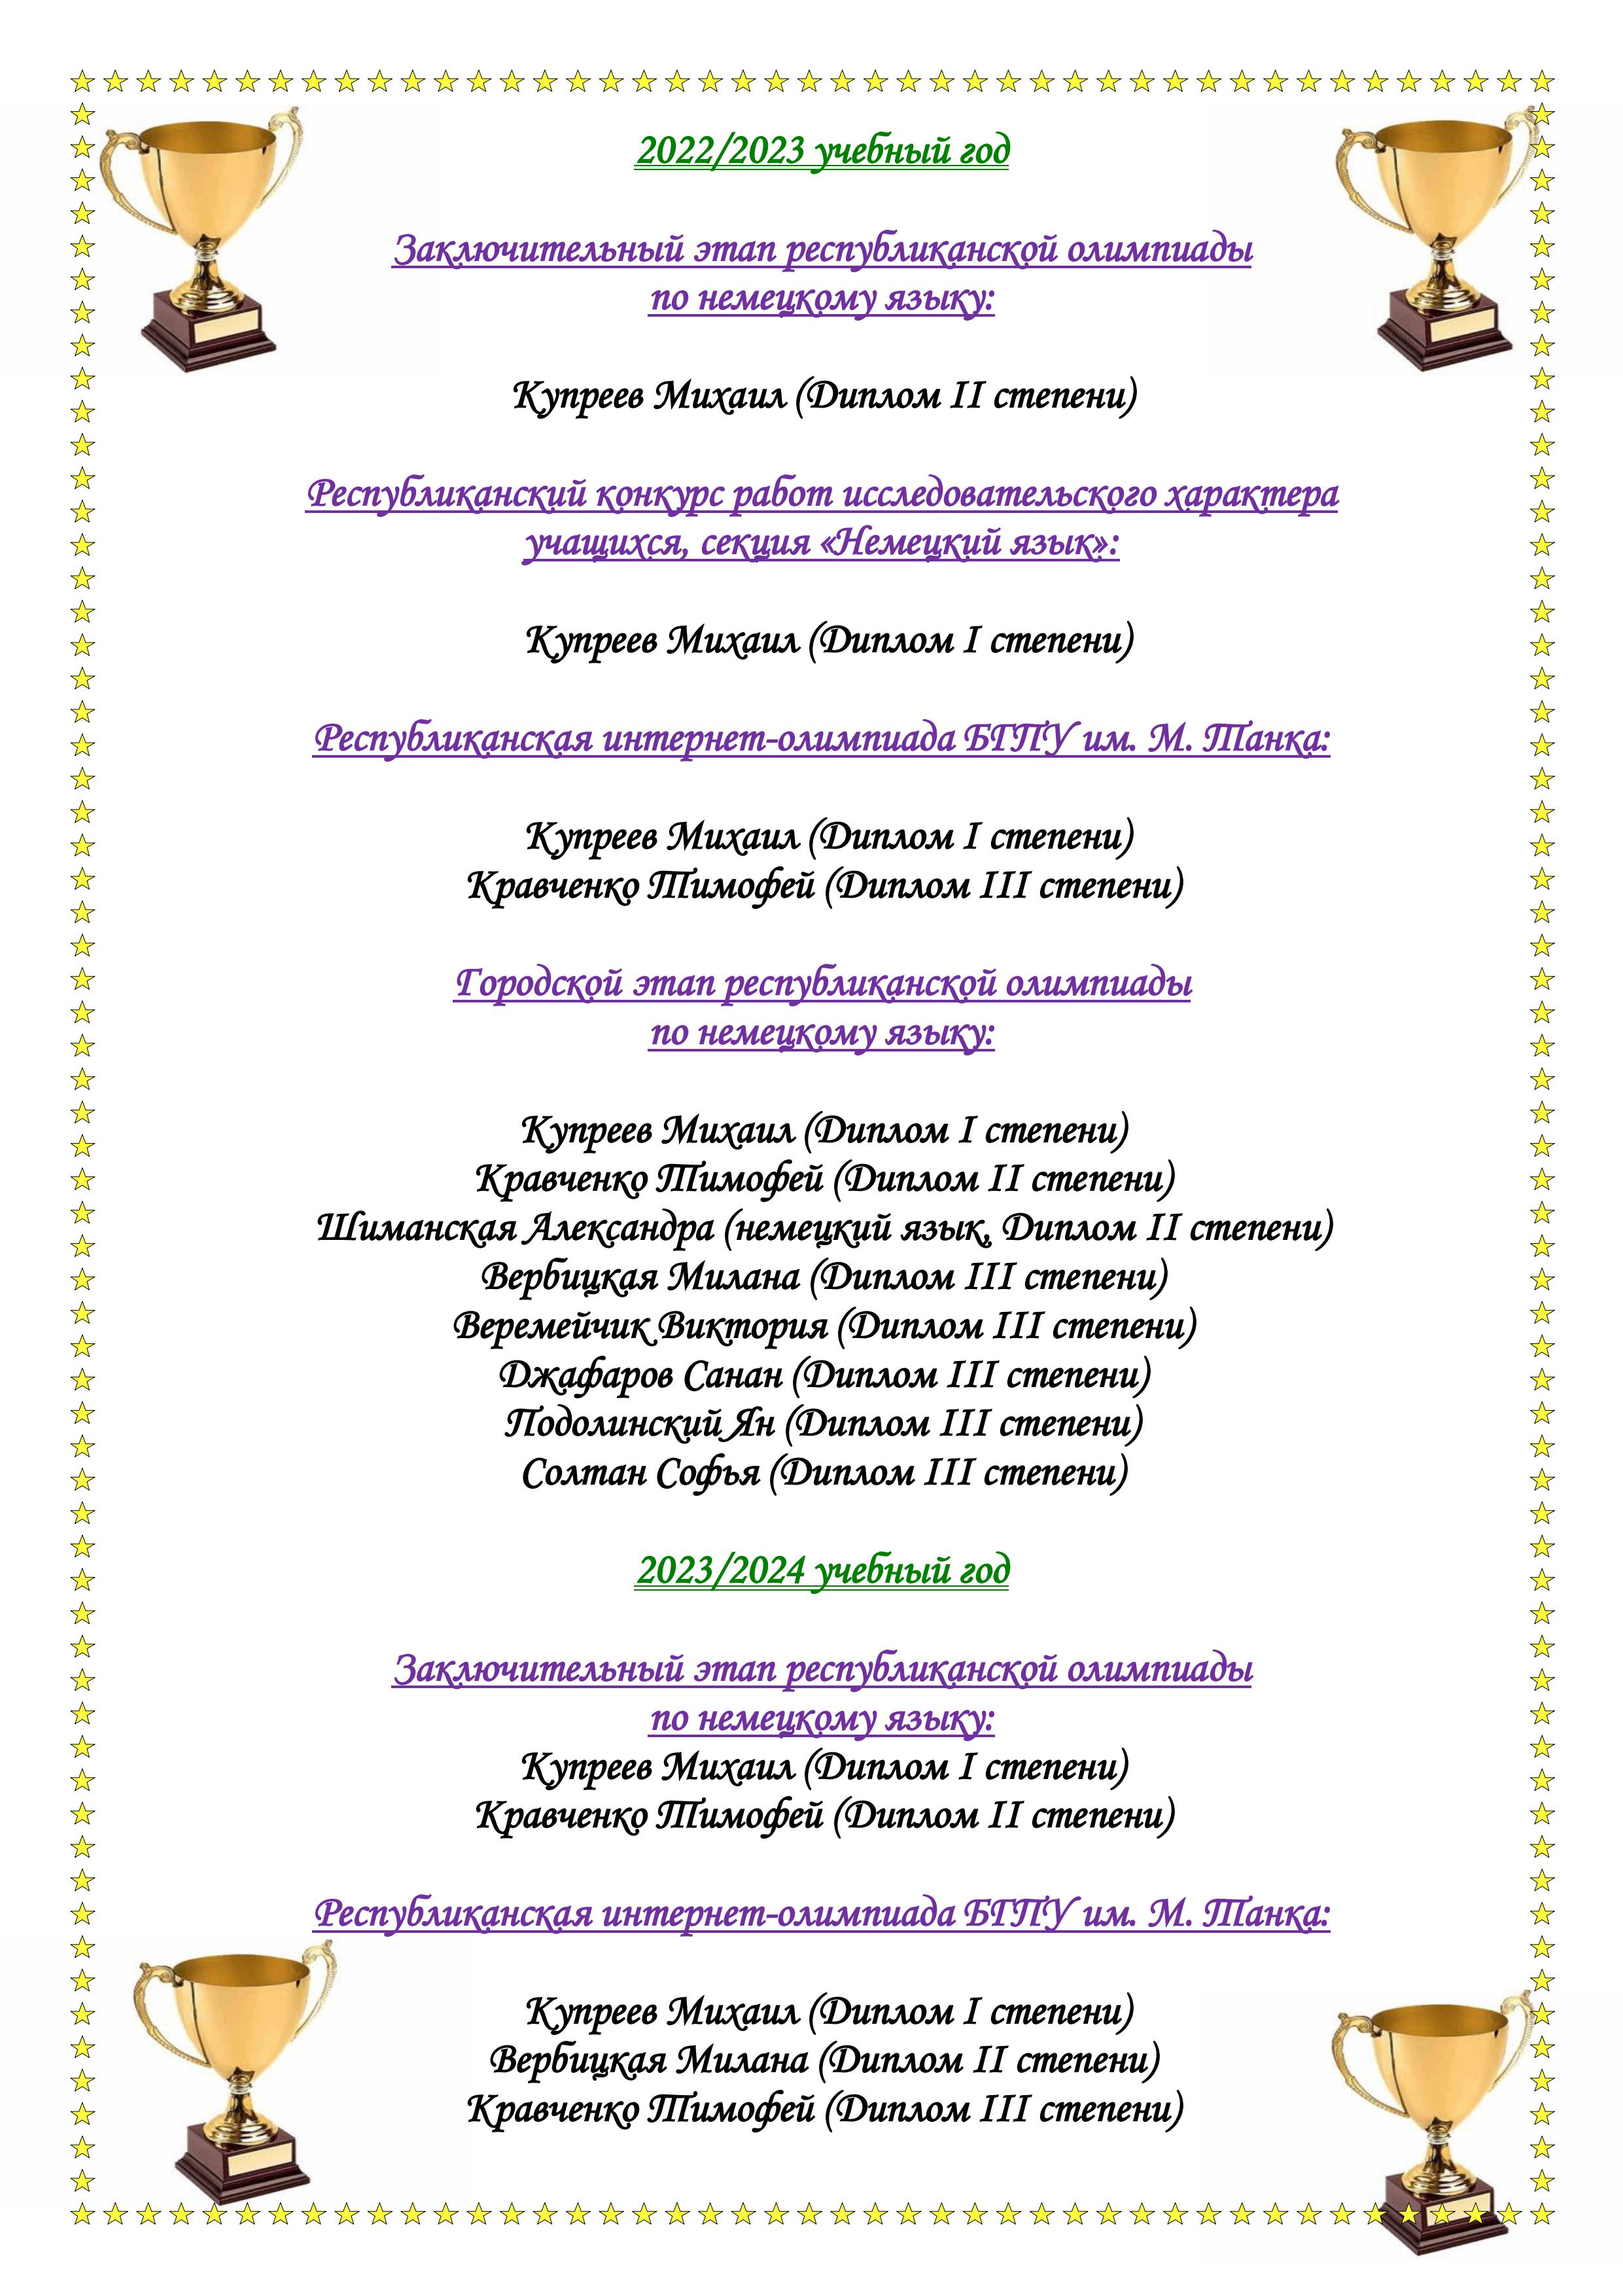 2022/2023 учебный год
Заключительный этап республиканской олимпиады
по немецкому языку:
Купреев Михаил (Диплом II степени)
Республиканский конкурс работ исследовательского характера
учащихся, секция «Немецкий язык»:
Купреев Михаил (Диплом I степени)
Республиканская интернет-олимпиада БГПУ им. М. Танка:
Купреев Михаил (Диплом I степени)
Кравченко Тимофей (Диплом III степени)
Городской этап республиканской олимпиады
по немецкому языку:
Купреев Михаил (Диплом I степени)
Кравченко Тимофей (Диплом II степени)
Шиманская Александра (немецкий язык, Диплом II степени)
Вербицкая Милана (Диплом III степени)
Веремейчик Виктория (Диплом III степени)
Джафаров Санан (Диплом III степени)
Подолинский Ян (Диплом III степени)
Солтан Софья (Диплом III степени)
2023/2024 учебный год
Заключительный этап республиканской олимпиады
по немецкому языку:
Купреев Михаил (Диплом I степени)
Кравченко Тимофей (Диплом II степени)
Республиканская интернет-олимпиада БГПУ им. М. Танка:
Купреев Михаил (Диплом I степени)
Вербицкая Милана (Диплом II степени)
Кравченко Тимофей (Диплом III степени)